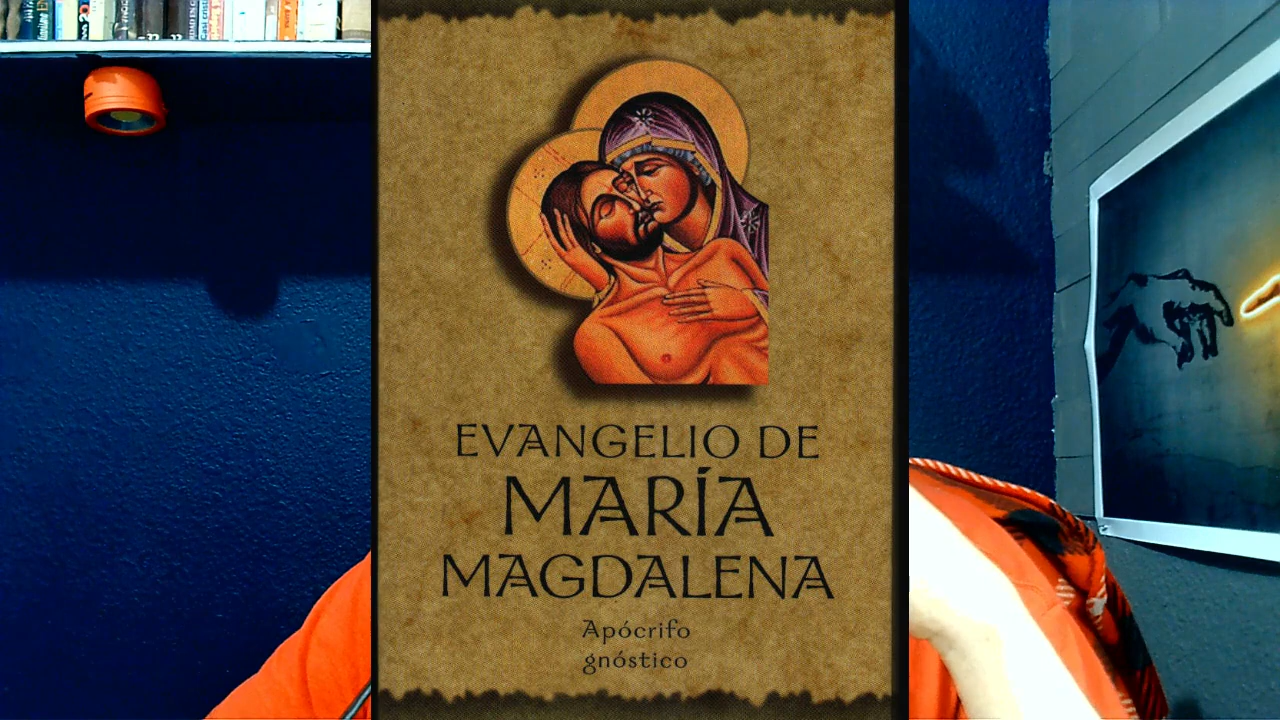 EVANGELIO DE
MARÍA
MAGDALENA
Apócrifo
gnóstico